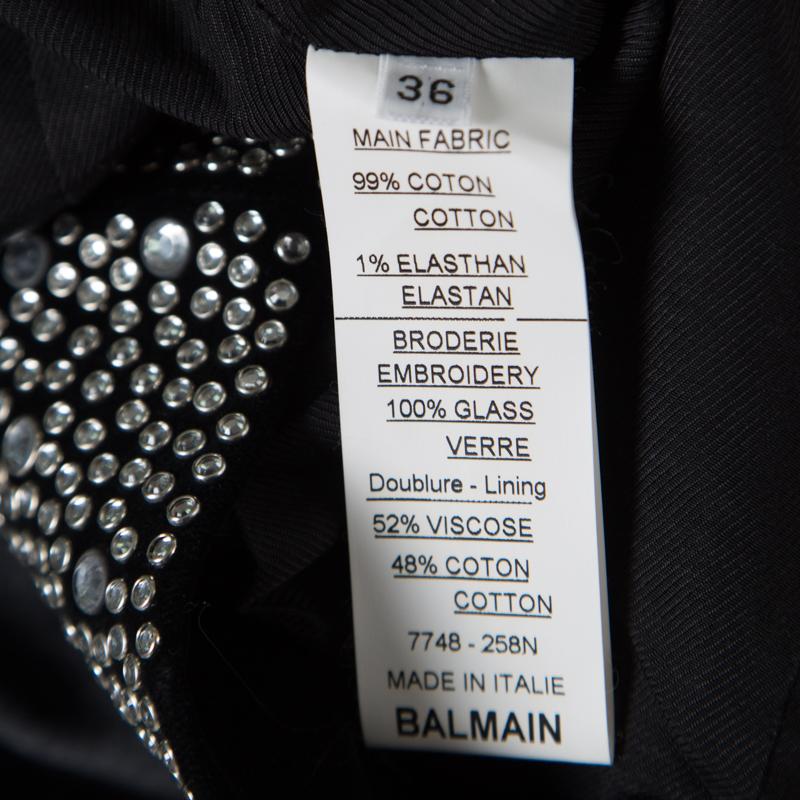 36
MAIN FABRIC
99% COTON
COTTON
1% ELASTHAN
ELASTAN
BRODERIE
EMBROIDERY
100% GLASS
VERRE
Doublure - Lining
52% VISCOSE
48% COTON
COTTON
7748 - 258N
MADE IN ITALIE
BALMAIN